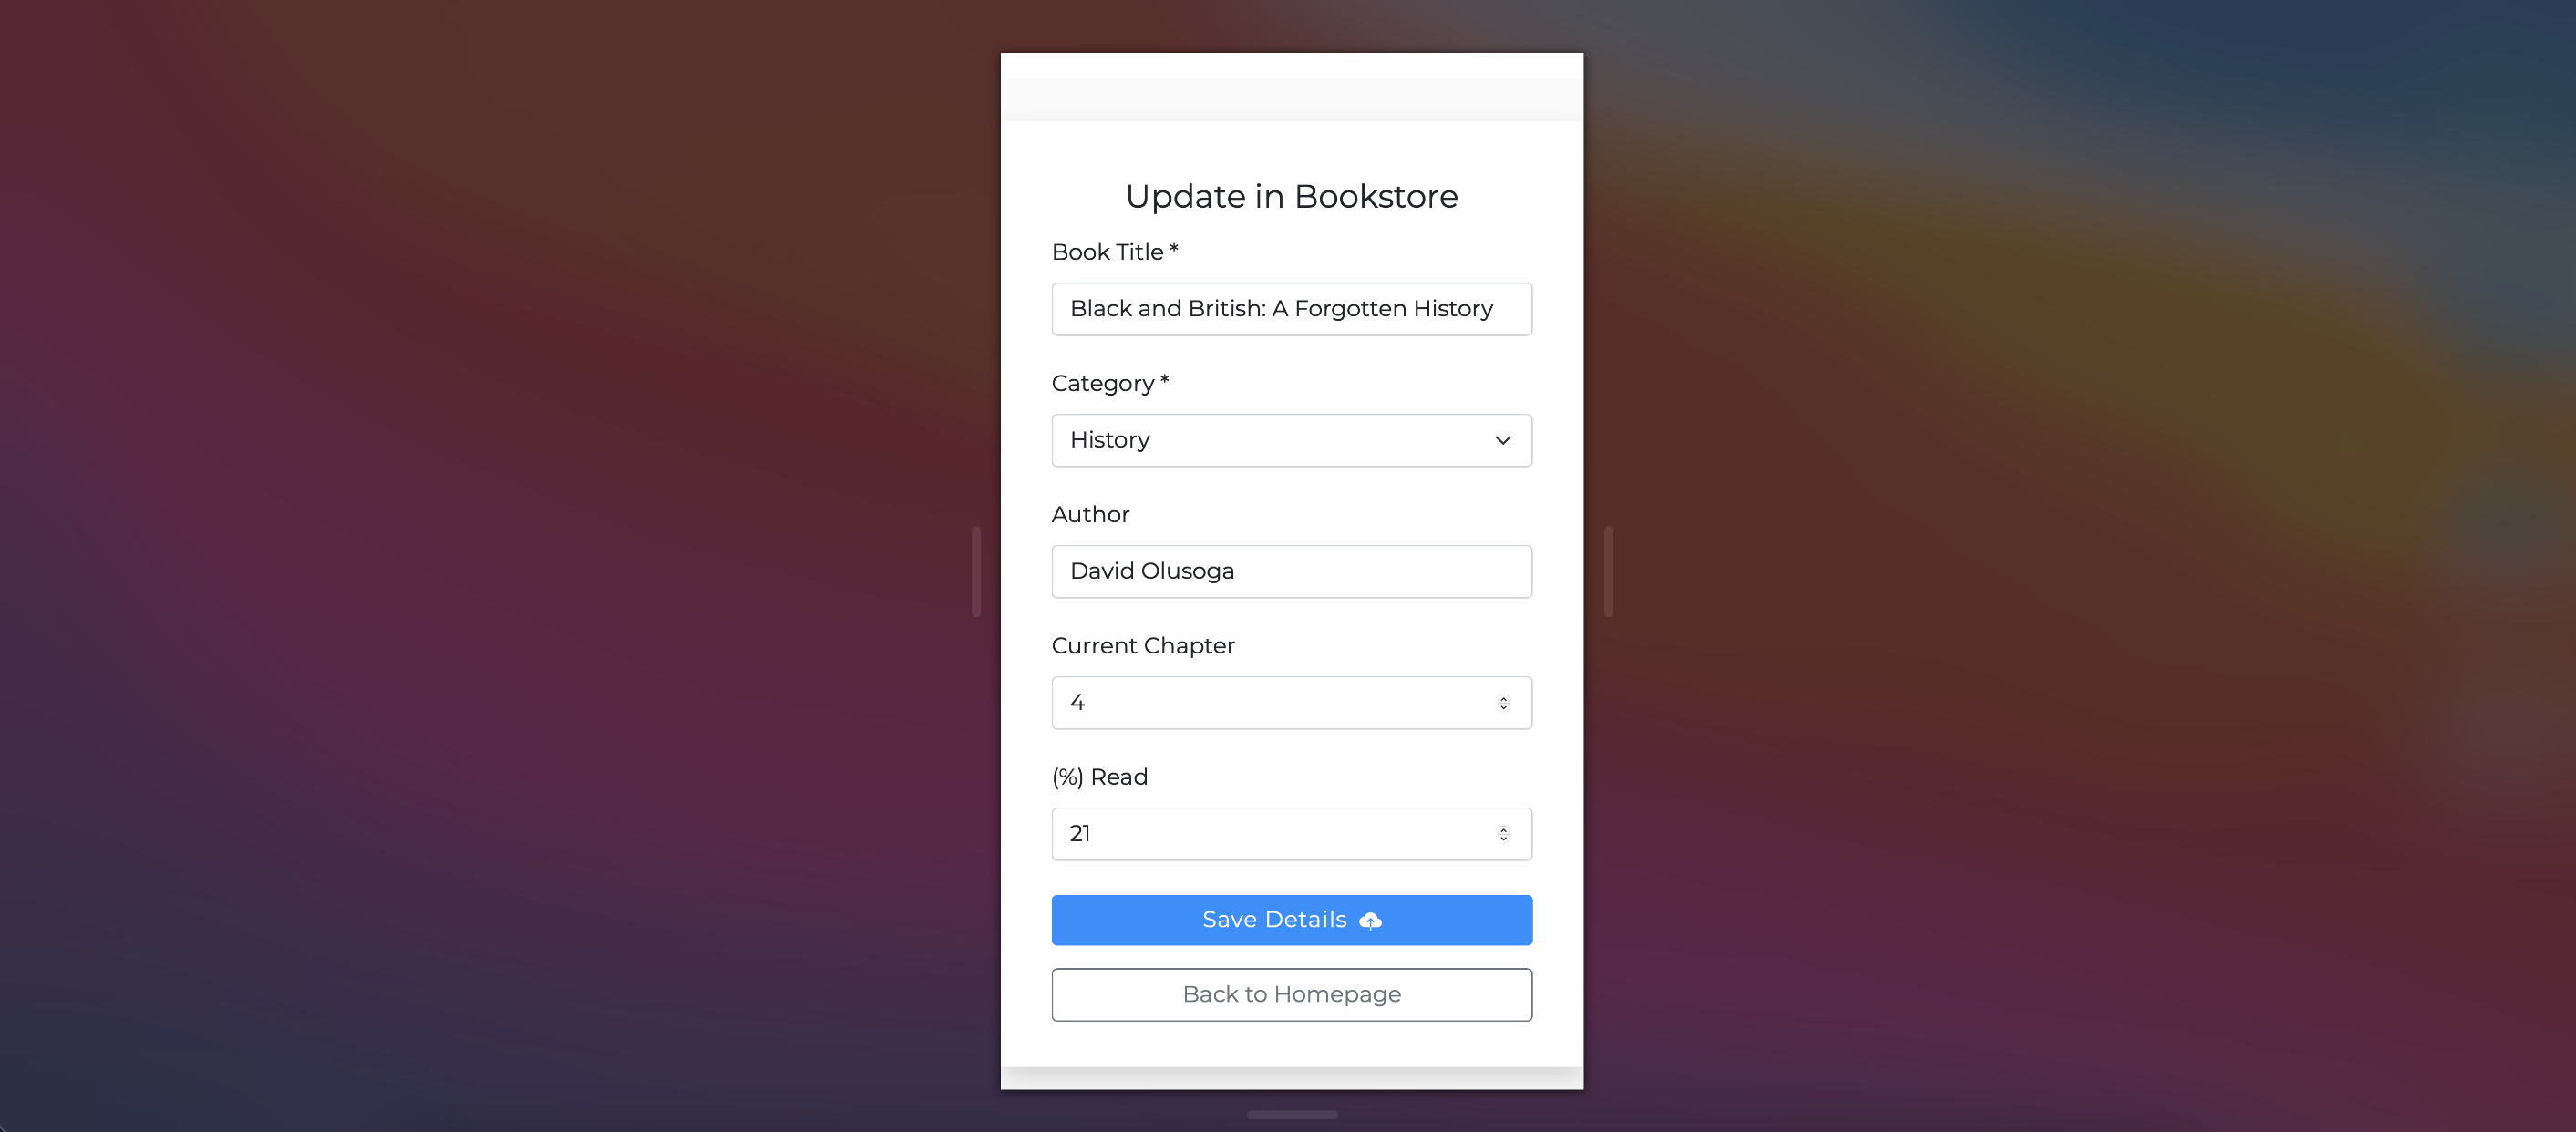 Update in Bookstore
Book Title *
Black and British: A Forgotten History
Category *
History
Author
David Olusoga
Current Chapter
4
(%) Read
21
Save Details
Back to Homepage